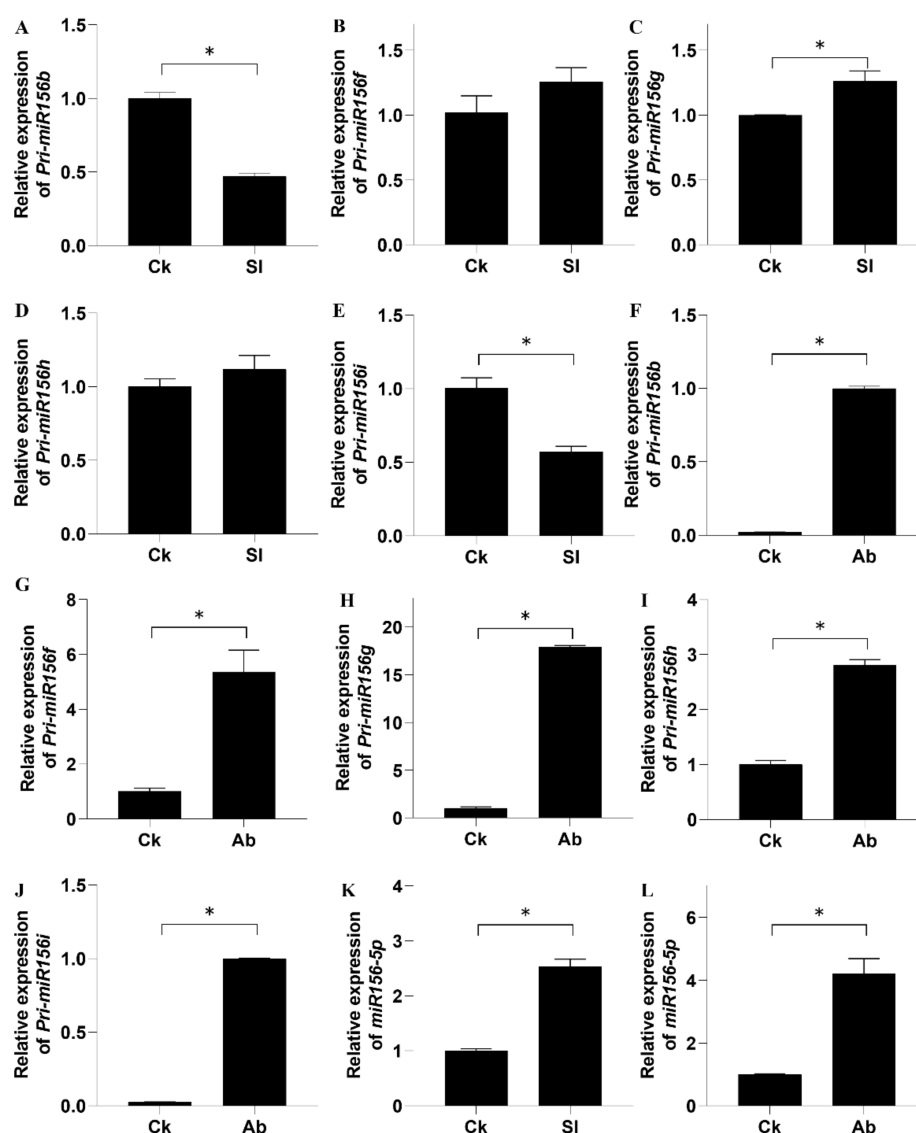 A
Relative expression
of Pri-miR156b
1.5
1.0
0.5
0.0
*
Ck
SI
B
Relative expression
of Pri-miR156f
1.5
1.0
0.5
0.0
Ck
SI
C
Relative expression
of Pri-miR156g
1.5
1.0
0.5
0.0
*
Ck
SI
D
Relative expression
of Pri-miR156h
1.5
1.0
0.5
0.0
Ck
SI
E
Relative expression
of Pri-miR156i
1.5
1.0
0.5
0.0
*
Ck
SI
F
Relative expression
of Pri-miR156b
1.5
1.0
0.5
0.0
*
Ck
Ab
G
Relative expression
of Pri-miR156f
8
6
4
2
0
*
Ck
Ab
H
Relative expression
of Pri-miR156g
20
15
10
5
0
*
Ck
Ab
I
Relative expression
of Pri-miR156h
4
3
2
1
0
*
Ck
Ab
J
Relative expression
of Pri-miR156i
1.5
1.0
0.5
0.0
*
Ck
Ab
K
Relative expression
of miR156-5p
4
3
2
1
0
*
Ck
SI
L
Relative expression
of miR156-5p
6
4
2
0
*
Ck
Ab